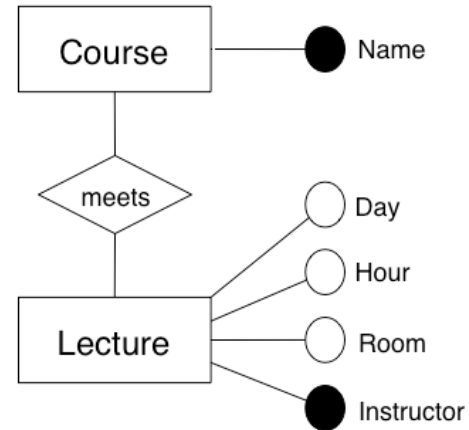 Course
Name
meets
Day
Hour
Lecture
Room
Instructor